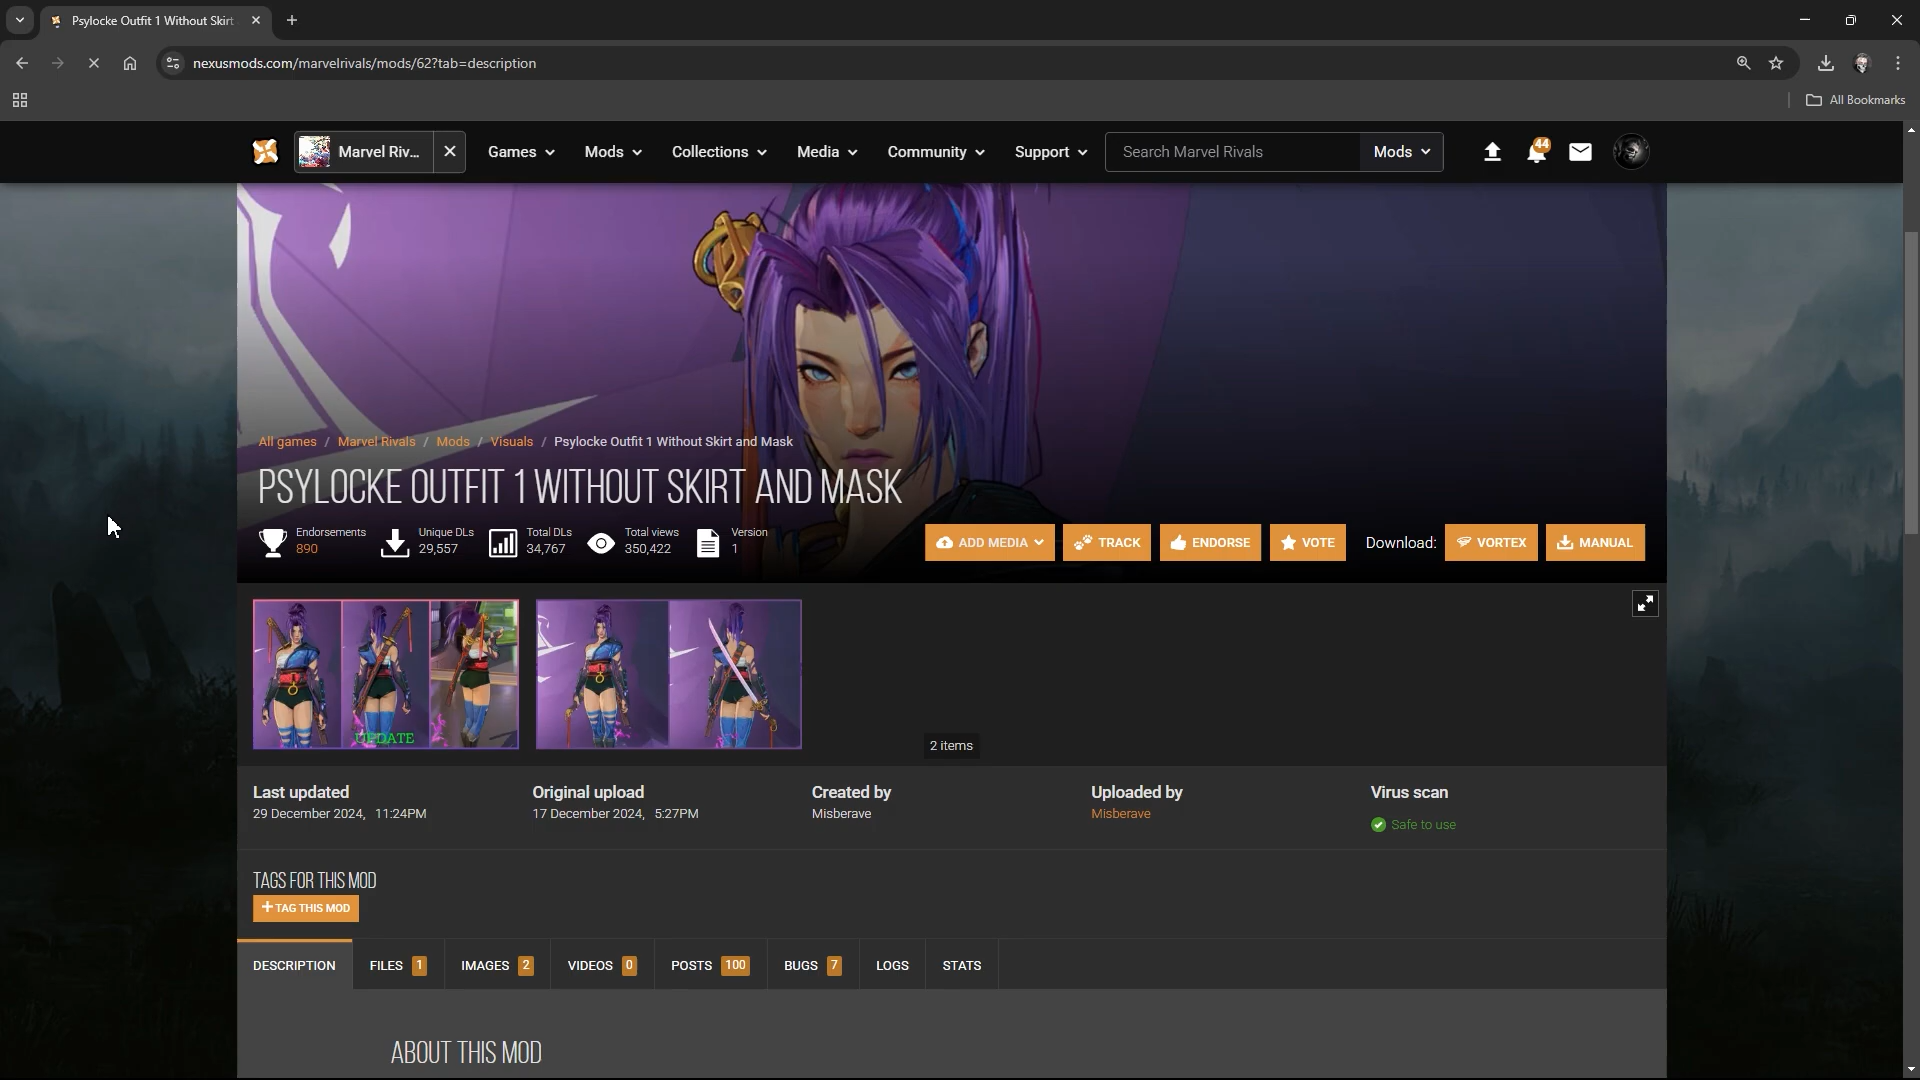 Psylocke Outfit 1 Without Skirt
nexusmods.com/marvelrivals/mods/62?tab=description
All Bookmarks
Marvel Riv...
Games
Mods
Collections
Media
Community
Support
Search Marvel Rivals
Mods
44
All games / Marvel Rivals / Mods / Visuals / Psylocke Outfit 1 Without Skirt and Mask
PSYLOCKE OUTFIT 1 WITHOUT SKIRT AND MASK
Endorsements
890
Unique DLs
29,557
Total DLs
34,767
Total views
350,422
Version
1
ADD MEDIA
TRACK
ENDORSE
VOTE
Download:
VORTEX
MANUAL
UPDATE
2 items
Last updated
29 December 2024, 11:24PM
Original upload
17 December 2024, 5:27PM
Created by
Misberave
Uploaded by
Misberave
Virus scan
Safe to use
TAGS FOR THIS MOD
+ TAG THIS MOD
DESCRIPTION
FILES 1
IMAGES 2
VIDEOS 0
POSTS 100
BUGS 7
LOGS
STATS
ABOUT THIS MOD